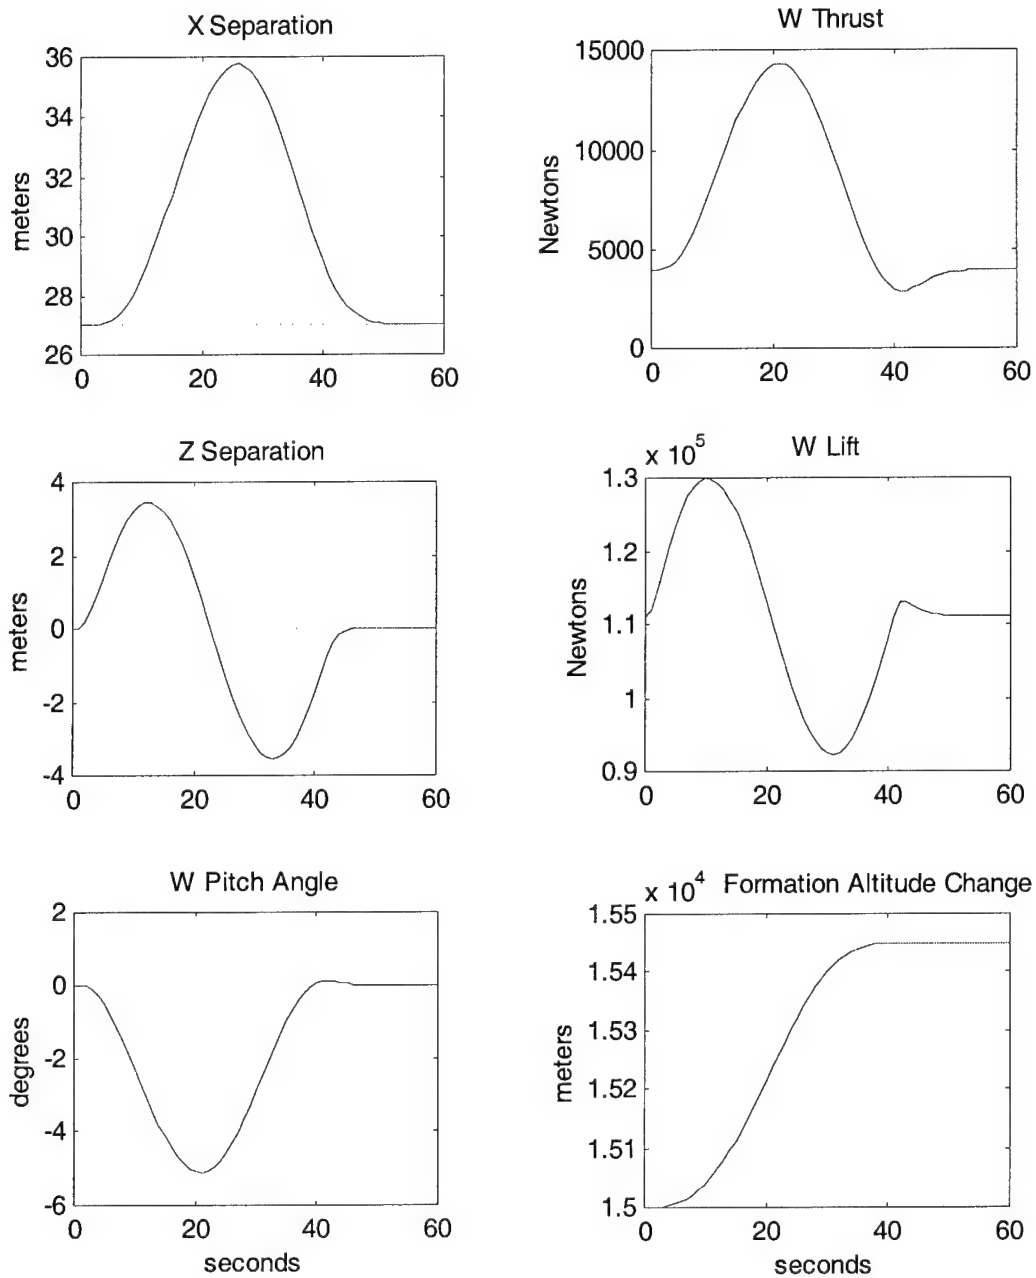 X Separation
36
34
32
30
28
26
meters
0 20 40 60
W Thrust
15000
10000
5000
0
Newtons
0 20 40 60
Z Separation
4
2
0
-2
-4
meters
0 20 40 60
x 10^5 W Lift
1.3
1.2
1.1
1
0.9
Newtons
0 20 40 60
W Pitch Angle
2
0
-2
-4
-6
degrees
0 20 40 60
seconds
x 10^4 Formation Altitude Change
1.55
1.54
1.53
1.52
1.51
1.5
meters
0 20 40 60
seconds